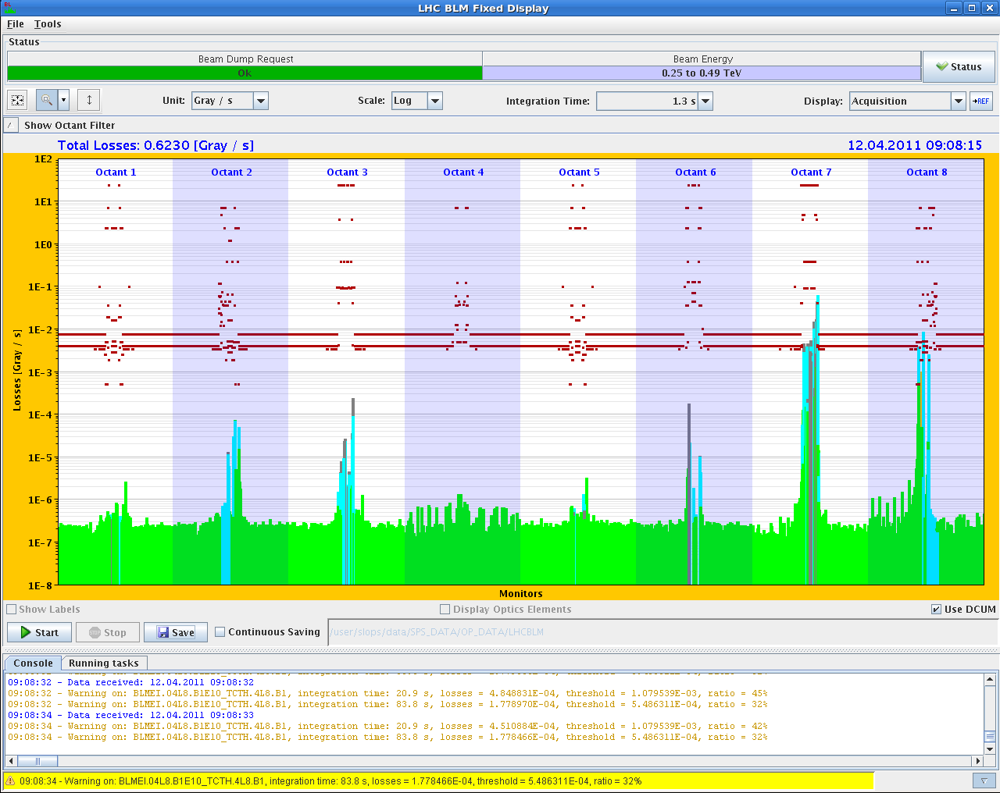 BL
LHC BLM Fixed Display
File Tools
Status
Beam Dump Request Beam Energy
Ok 0.25 to 0.49 TeV
Status
Unit: Gray / s Scale: Log Integration Time: 1.3 s Display: Acquisition →REF
Show Octant Filter
Total Losses: 0.6230 [Gray / s] 12.04.2011 09:08:15
Octant 1 Octant 2 Octant 3 Octant 4 Octant 5 Octant 6 Octant 7 Octant 8
1E2
1E1
1E0
1E-1
1E-2
1E-3
1E-4
1E-5
1E-6
1E-7
1E-8
Losses [Gray / s]
Monitors
Show Labels Display Optics Elements Use DCUM
Start Stop Save Continuous Saving /user/slops/data/SPS_DATA/OP_DATA/LHCBLM
Console Running tasks
09:08:32 - Data received: 12.04.2011 09:08:32
09:08:32 - Warning on: BLMEI.04L8.B1E10_TCTH.4L8.B1, integration time: 20.9 s, losses = 4.848831E-04, threshold = 1.079539E-03, ratio = 45%
09:08:32 - Warning on: BLMEI.04L8.B1E10_TCTH.4L8.B1, integration time: 83.8 s, losses = 1.778970E-04, threshold = 5.486311E-04, ratio = 32%
09:08:34 - Data received: 12.04.2011 09:08:33
09:08:34 - Warning on: BLMEI.04L8.B1E10_TCTH.4L8.B1, integration time: 20.9 s, losses = 4.510884E-04, threshold = 1.079539E-03, ratio = 42%
09:08:34 - Warning on: BLMEI.04L8.B1E10_TCTH.4L8.B1, integration time: 83.8 s, losses = 1.778466E-04, threshold = 5.486311E-04, ratio = 32%
09:08:34 - Warning on: BLMEI.04L8.B1E10_TCTH.4L8.B1, integration time: 83.8 s, losses = 1.778466E-04, threshold = 5.486311E-04, ratio = 32%